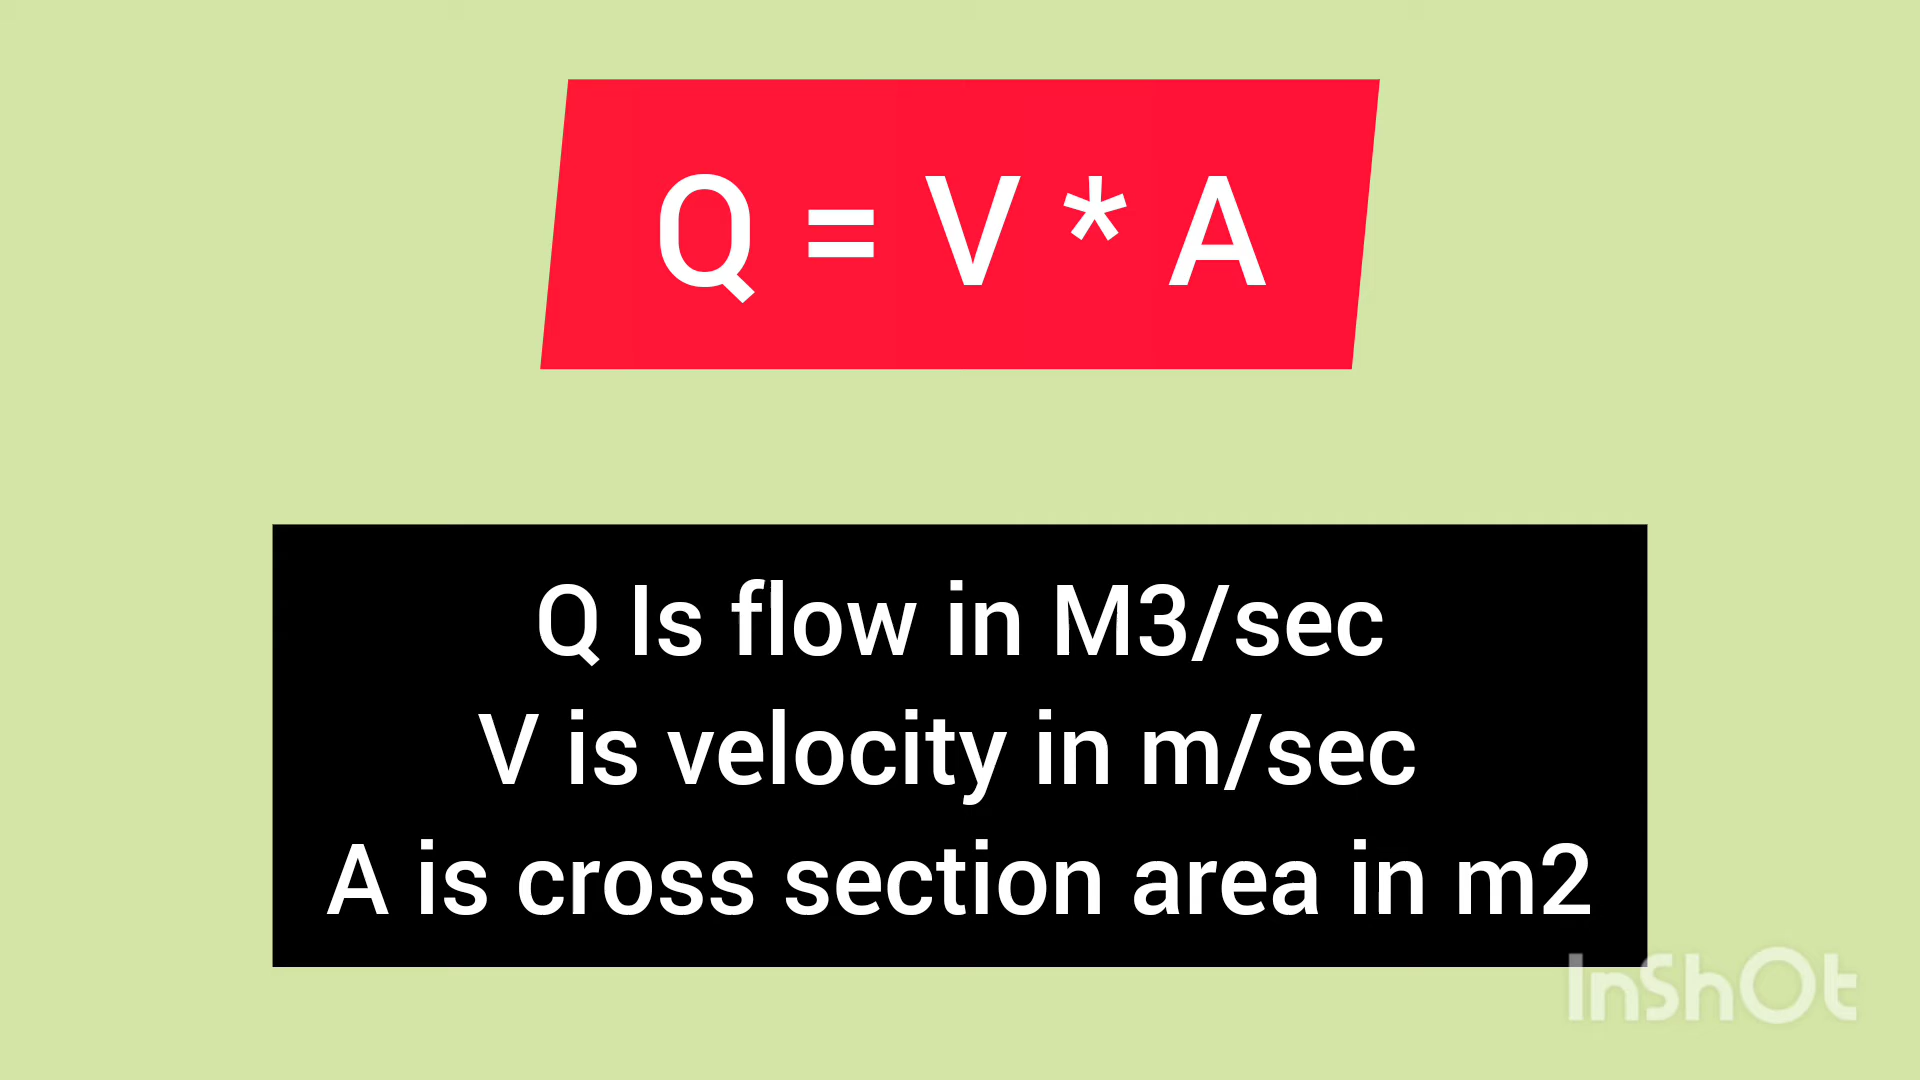 Q = V * A
Q Is flow in M3/sec
V is velocity in m/sec
A is cross section area in m2
InShOt